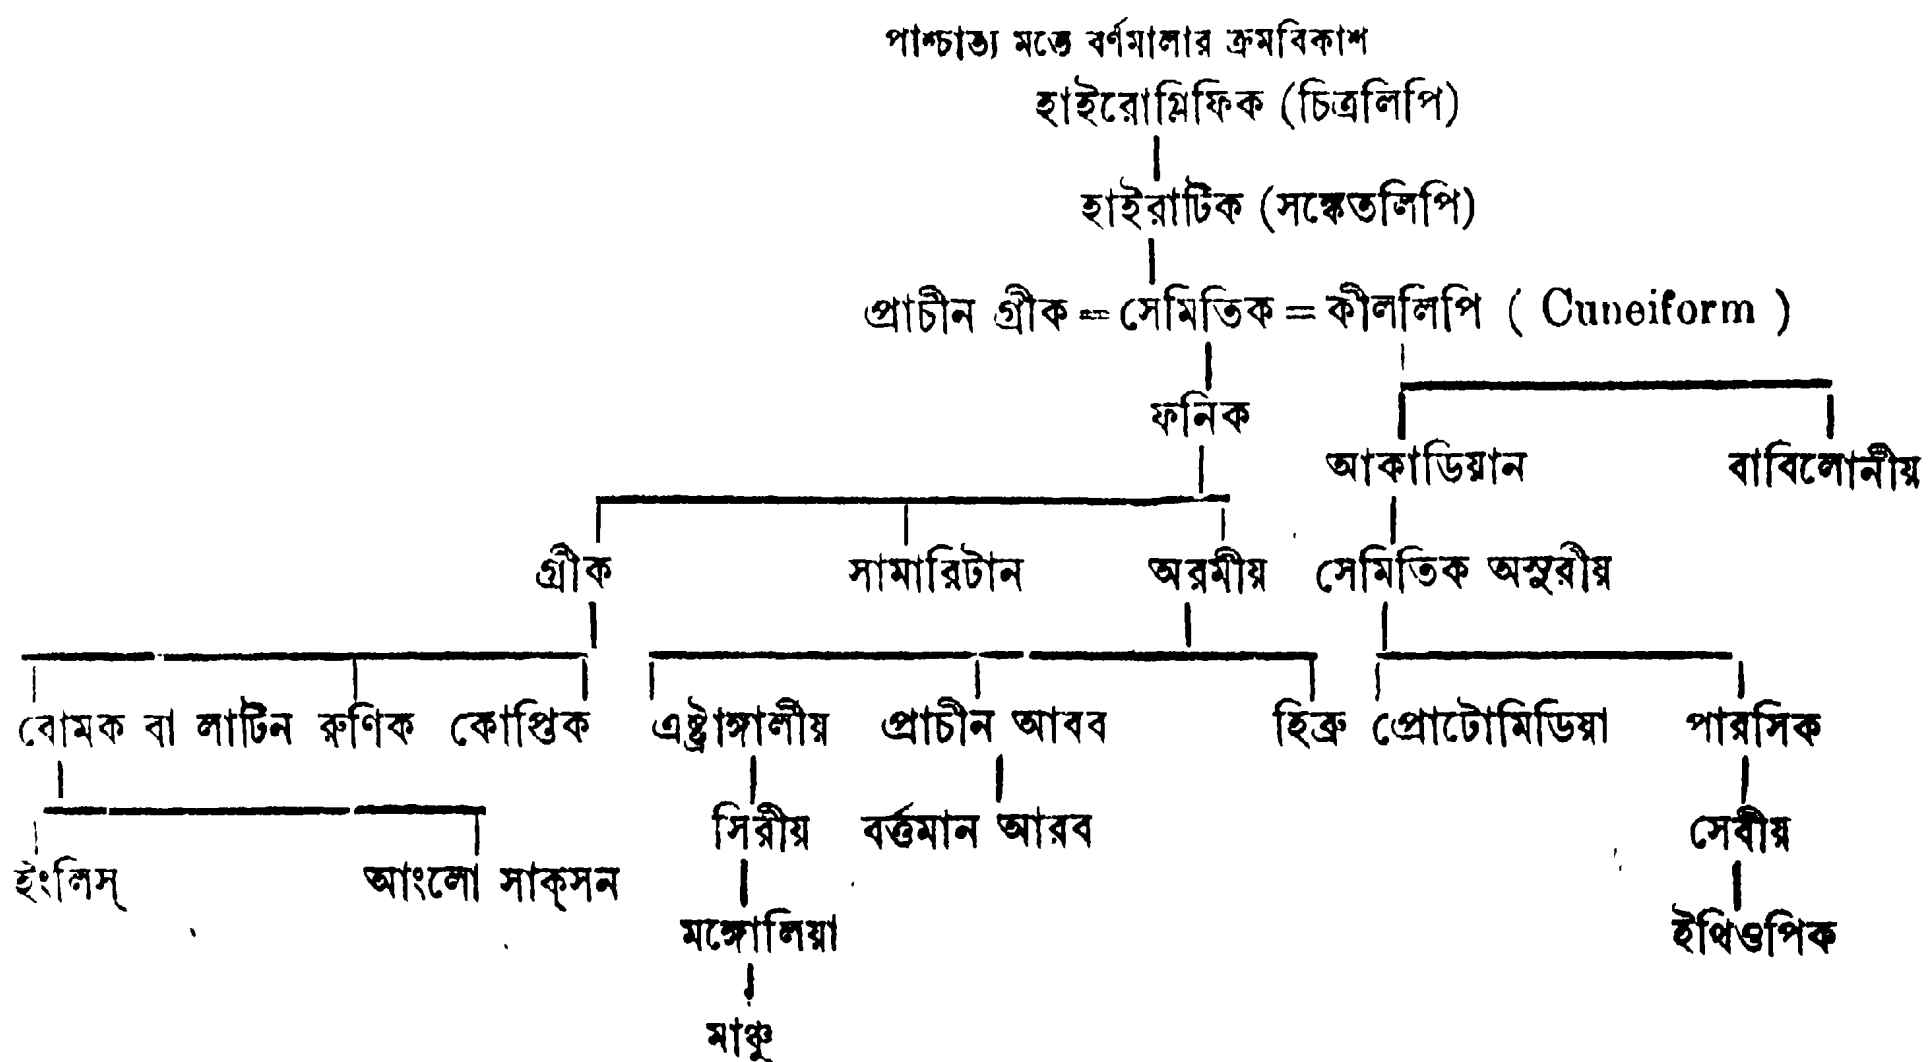 পাশ্চাত্য মতে বর্ণমালার ক্রমবিকাশ
হাইরোগ্লিফিক (চিত্রলিপি)
হাইরাটিক (সঙ্কেতলিপি)
প্রাচীন গ্রীক = সেমিতিক = কীললিপি ( Cuneiform )
ফনিক
আকাডিয়ান বাবিলোনীয়
গ্রীক সামারিটান অরমীয় সেমিতিক অসুরীয়
বোমক বা লাটিন রুণিক কোপ্তিক এষ্ট্রাঙ্গালীয় প্রাচীন আবব হিব্রু প্রোটোমিডিয়া পারসিক
সিরীয় বর্ত্তমান আরব সেবীয়
ইংলিস্ আংলো সাক্‌সন
মঙ্গোলিয়া ইথিওপিক
মাঞ্চু